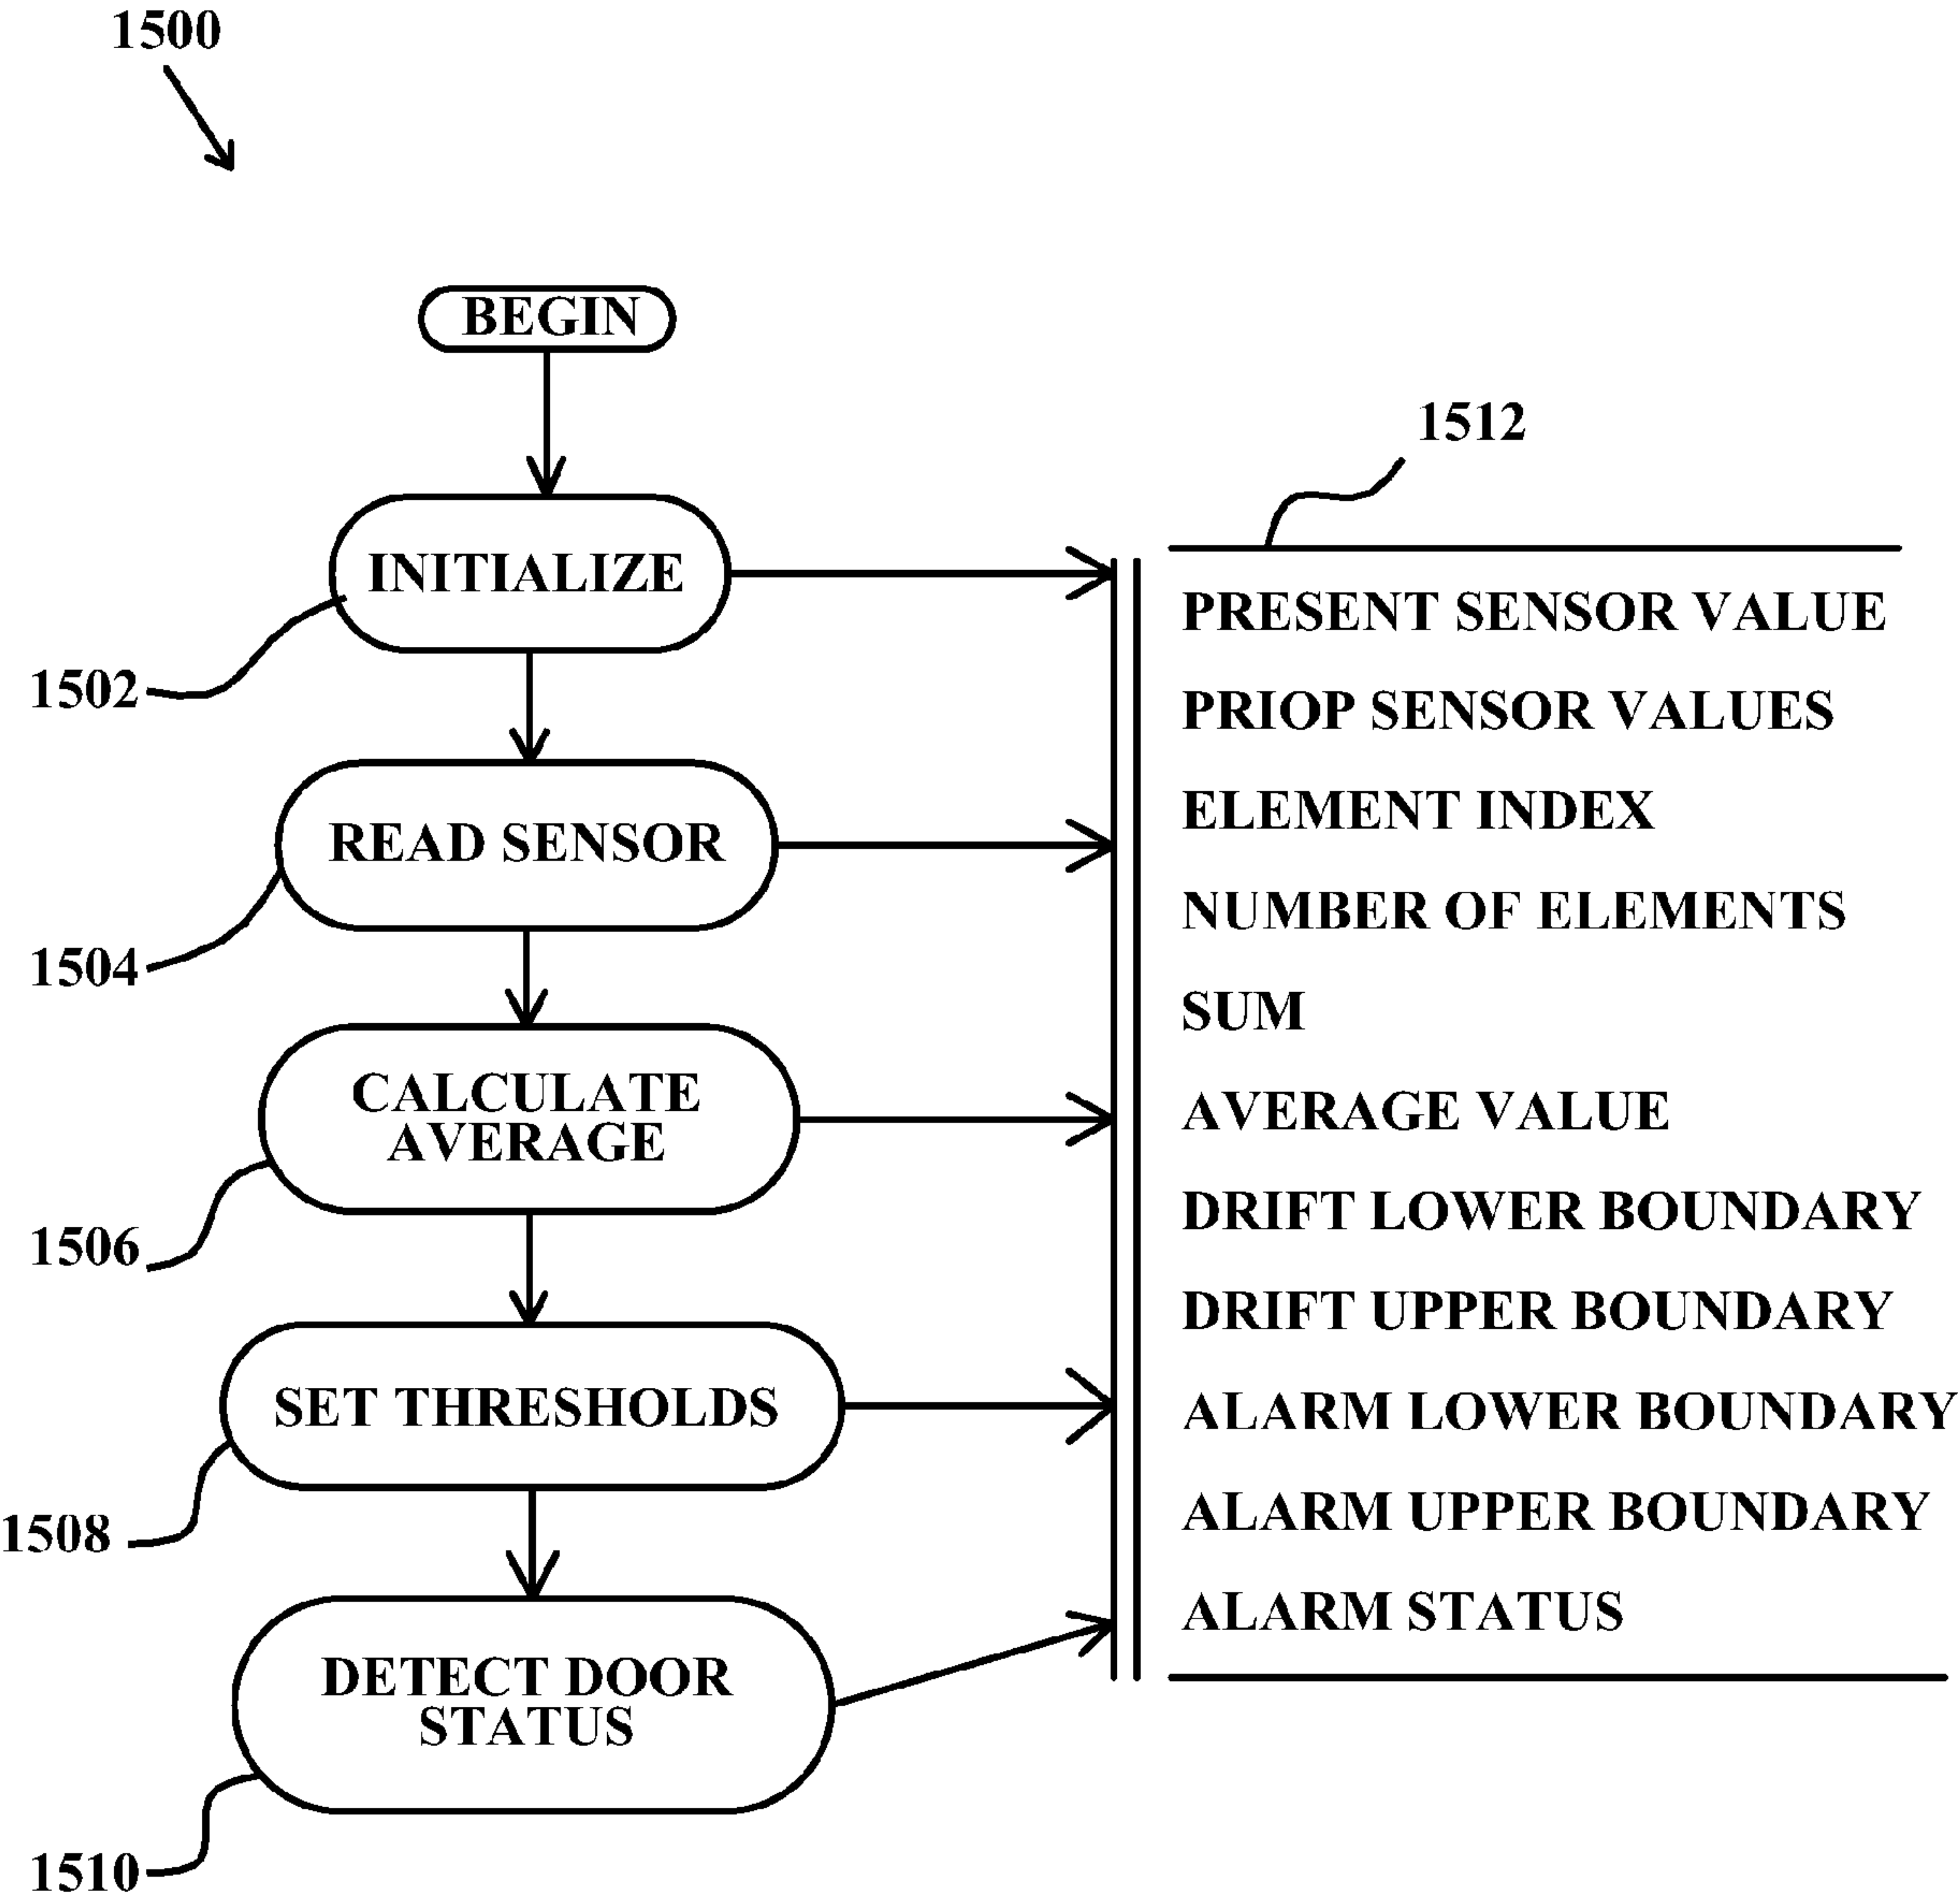 1500
BEGIN
1512
INITIALIZE
1502
READ SENSOR
1504
CALCULATE
AVERAGE
1506
SET THRESHOLDS
1508
DETECT DOOR
STATUS
1510
PRESENT SENSOR VALUE
PRIOP SENSOR VALUES
ELEMENT INDEX
NUMBER OF ELEMENTS
SUM
AVERAGE VALUE
DRIFT LOWER BOUNDARY
DRIFT UPPER BOUNDARY
ALARM LOWER BOUNDARY
ALARM UPPER BOUNDARY
ALARM STATUS